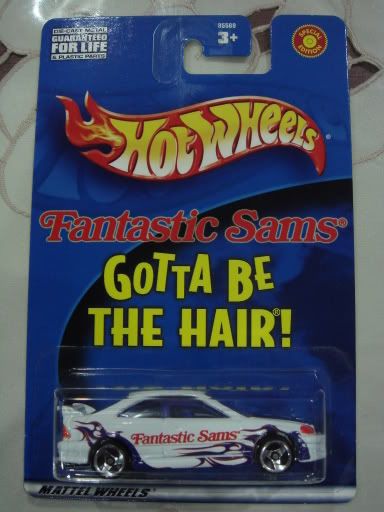 DIE-CAST METAL
GUARANTEED
FOR LIFE
& PLASTIC PARTS
3+
SPECIAL
EDITION
HOT WHEELS
Fantastic Sams®
GOTTA BE
THE HAIR!®
Fantastic Sams
MATTEL WHEELS